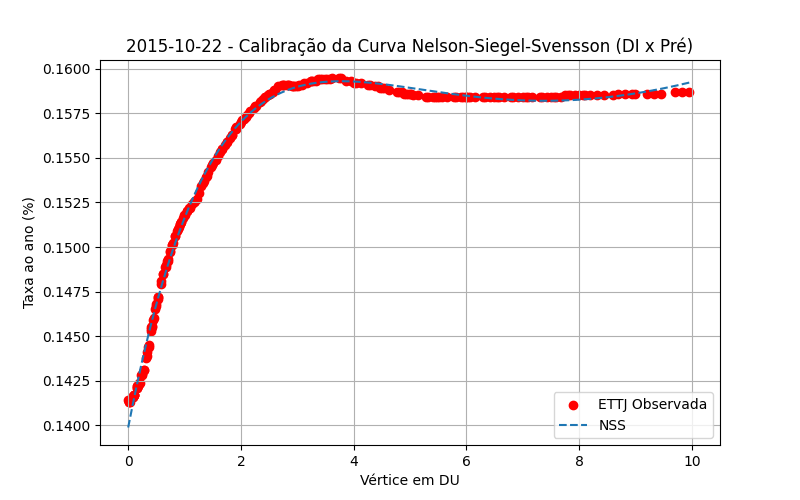 2015-10-22 - Calibração da Curva Nelson-Siegel-Svensson (DI x Pré)
0.1600
0.1575
0.1550
0.1525
0.1500
0.1475
0.1450
0.1425
0.1400
Taxa ao ano (%)
ETTJ Observada
NSS
0 2 4 6 8 10
Vértice em DU